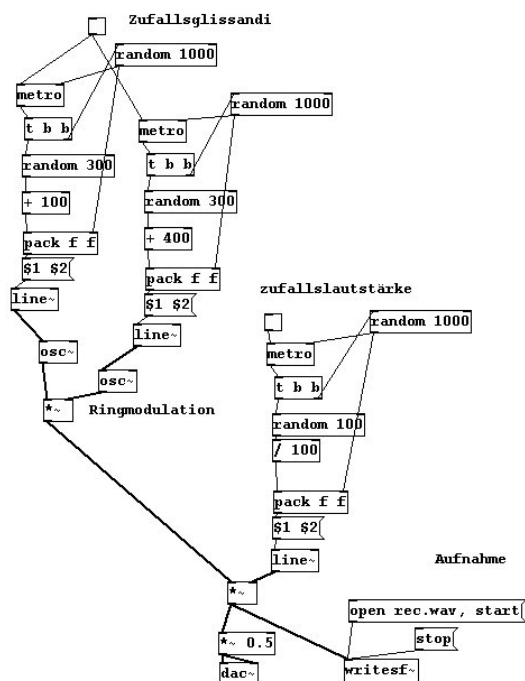 Zufallsglissandi
random 1000
metro
random 1000
metro
t b b
t b b
random 300
random 300
+ 100
+ 400
pack f f
$1 $2
pack f f
line~
$1 $2
zufallslautstärke
line~
random 1000
osc~
metro
osc~
t b b
*~
Ringmodulation
random 100
/ 100
pack f f
$1 $2
line~
Aufnahme
*~
open rec.wav, start
*~ 0.5
stop
dac~
writesf~